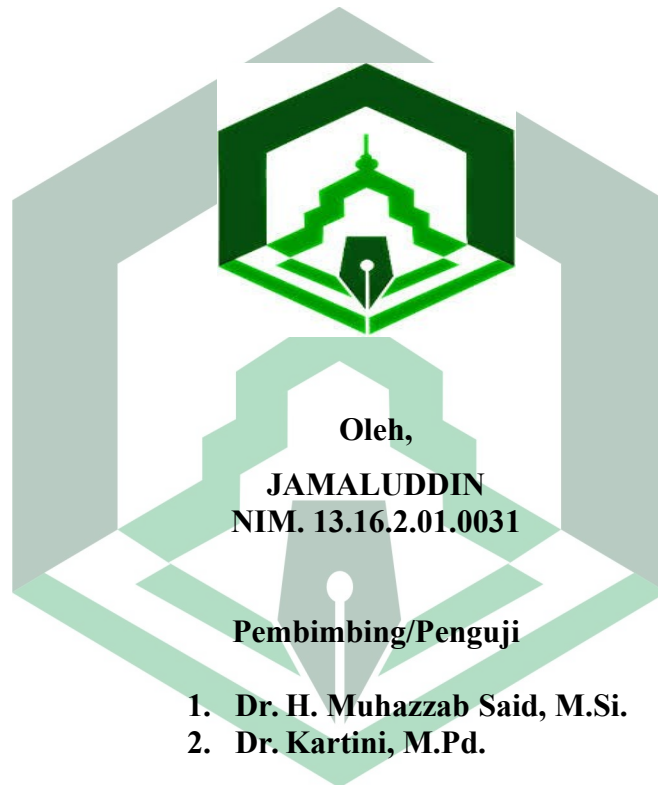 Oleh,
JAMALUDDIN
NIM. 13.16.2.01.0031
Pembimbing/Penguji
1. Dr. H. Muhazzab Said, M.Si.
2. Dr. Kartini, M.Pd.